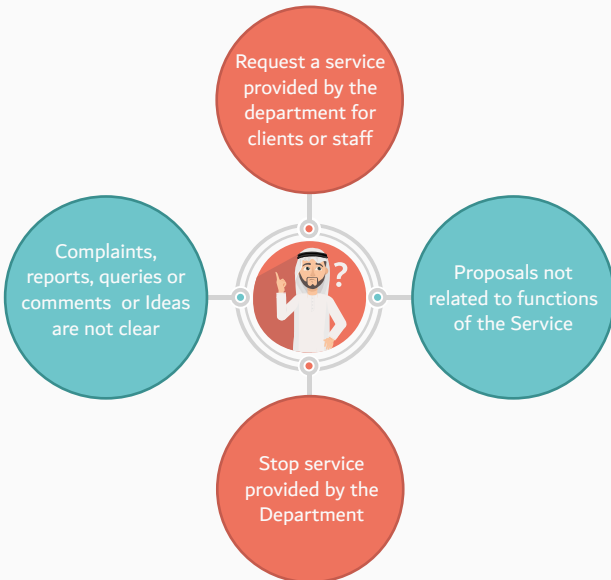 Request a service
provided by the
department for
clients or staff
Complaints,
reports, queries or
comments or Ideas
are not clear
?
Proposals not
related to functions
of the Service
Stop service
provided by the
Department